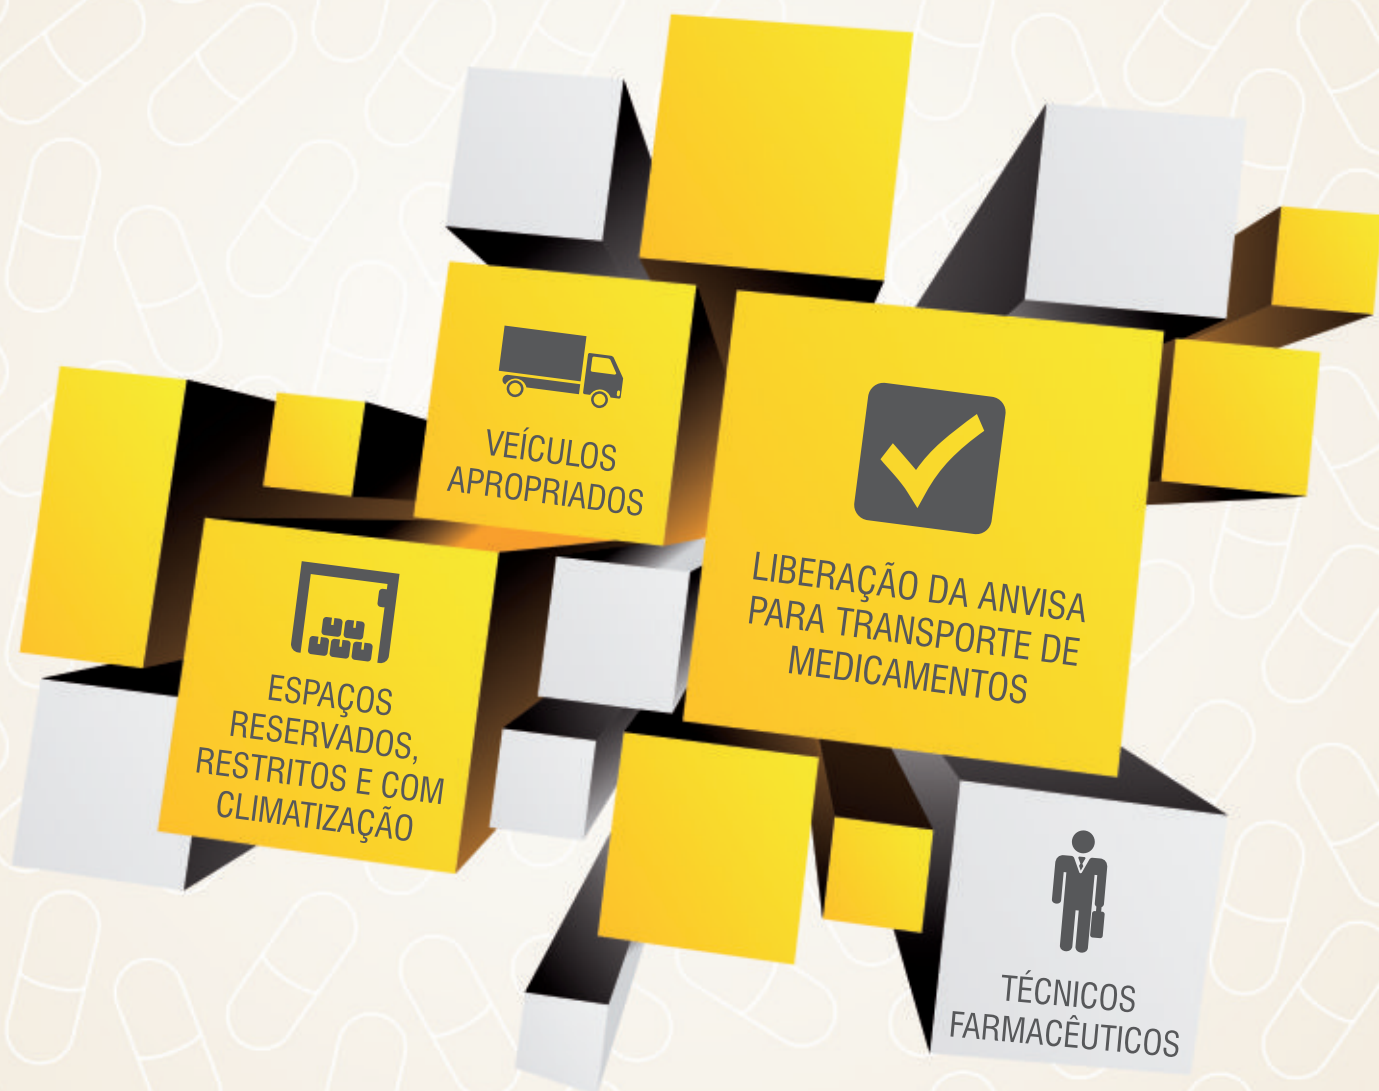 VEÍCULOS
APROPRIADOS
LIBERAÇÃO DA ANVISA
PARA TRANSPORTE DE
MEDICAMENTOS
ESPAÇOS
RESERVADOS,
RESTRITOS E COM
CLIMATIZAÇÃO
TÉCNICOS
FARMACÊUTICOS